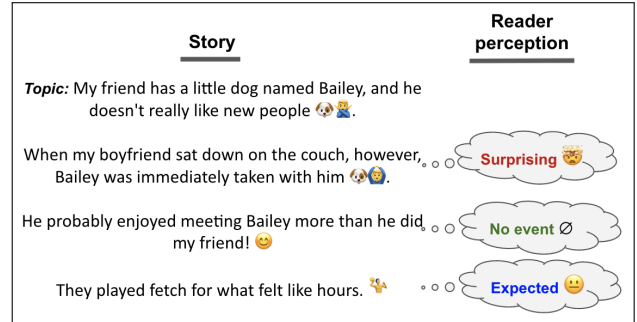 Story
Reader
perception
Topic: My friend has a little dog named Bailey, and he
doesn't really like new people 🐶🙅‍♂️.
When my boyfriend sat down on the couch, however,
Bailey was immediately taken with him 🐶🙆‍♂️.
Surprising 🤯
He probably enjoyed meeting Bailey more than he did
my friend! 😊
No event ∅
They played fetch for what felt like hours.
Expected 😐